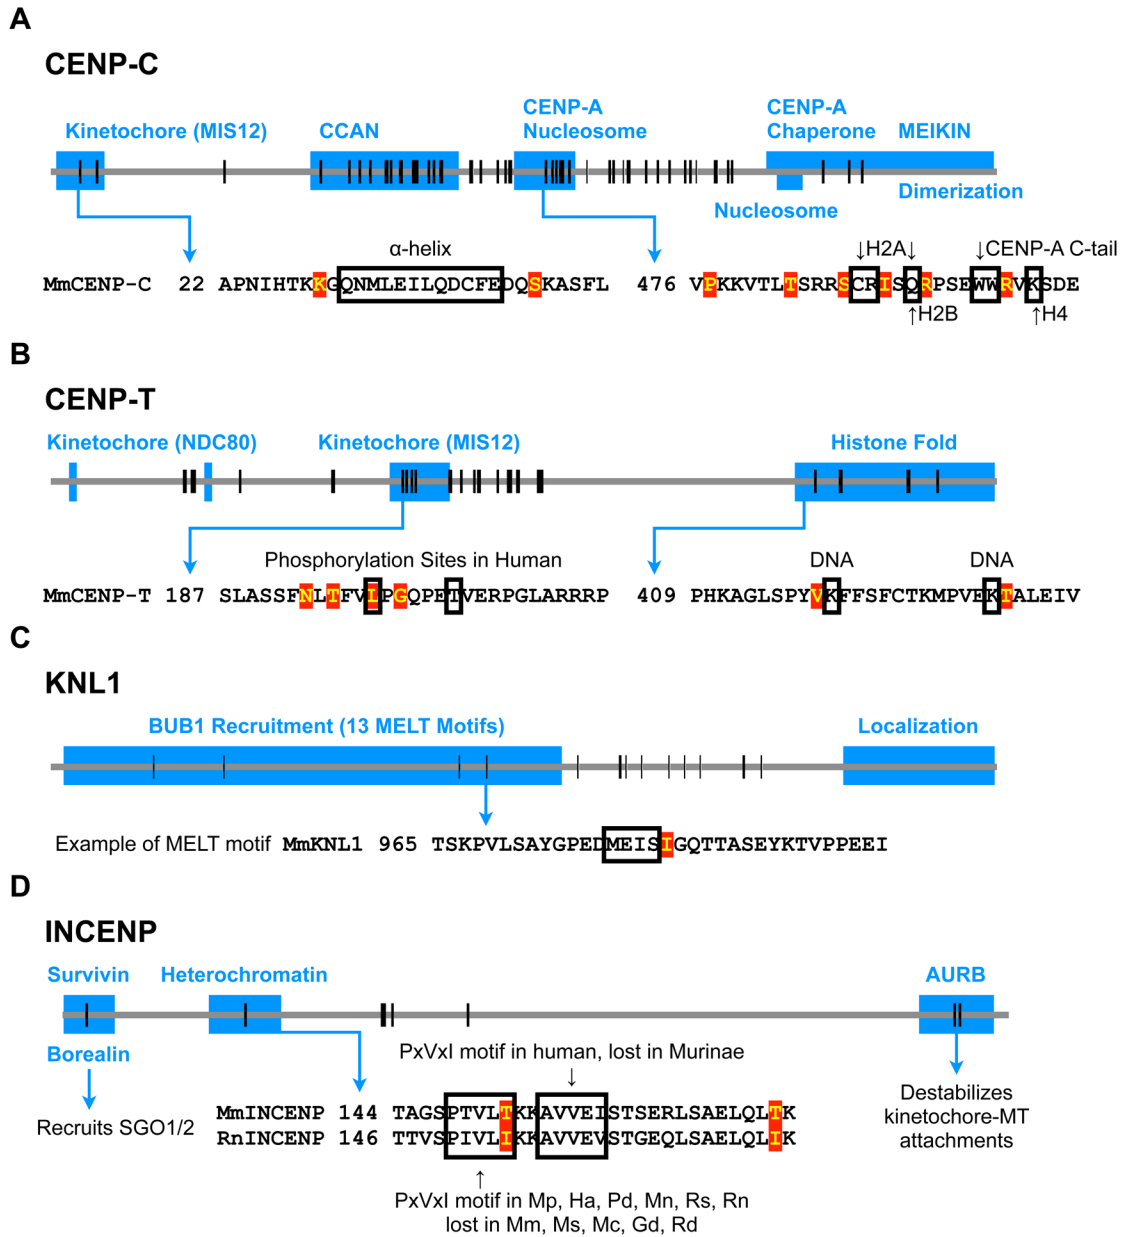 A
CENP-C
Kinetochore (MIS12)
CCAN
CENP-A
Nucleosome
CENP-A
Chaperone
MEIKIN
Nucleosome
Dimerization
α-helix
↓H2A↓
↓CENP-A C-tail
MmCENP-C 22 APNIHTKKGQNMLEILQDCFEDQSKASFL 476 VPKKVTLTSRRSCRISQRPSEWWRVKSDE
↑H2B
↑H4
B
CENP-T
Kinetochore (NDC80)
Kinetochore (MIS12)
Histone Fold
Phosphorylation Sites in Human
DNA
DNA
MmCENP-T 187 SLASSFNLTFVLPGQPETVERPGLARRRP 409 PHKAGLSPYVKFFSFCTKMPVEKTALEIV
C
KNL1
BUB1 Recruitment (13 MELT Motifs)
Localization
Example of MELT motif MmKNL1 965 TSKPVLSAYGPEDMEISIGQTTASEYKTVPPEEI
D
INCENP
Survivin
Heterochromatin
AURB
Borealin
Recruits SGO1/2
PxVxI motif in human, lost in Murinae
↓
MmINCENP 144 TAGSPTVLTKKAVVEISTSERLSAELQLTK
RnINCENP 146 TTVSPIVLIKKAVVEVSTGEQLSAELQLIK
Destabilizes
kinetochore-MT
attachments
↑
PxVxI motif in Mp, Ha, Pd, Mn, Rs, Rn
lost in Mm, Ms, Mc, Gd, Rd